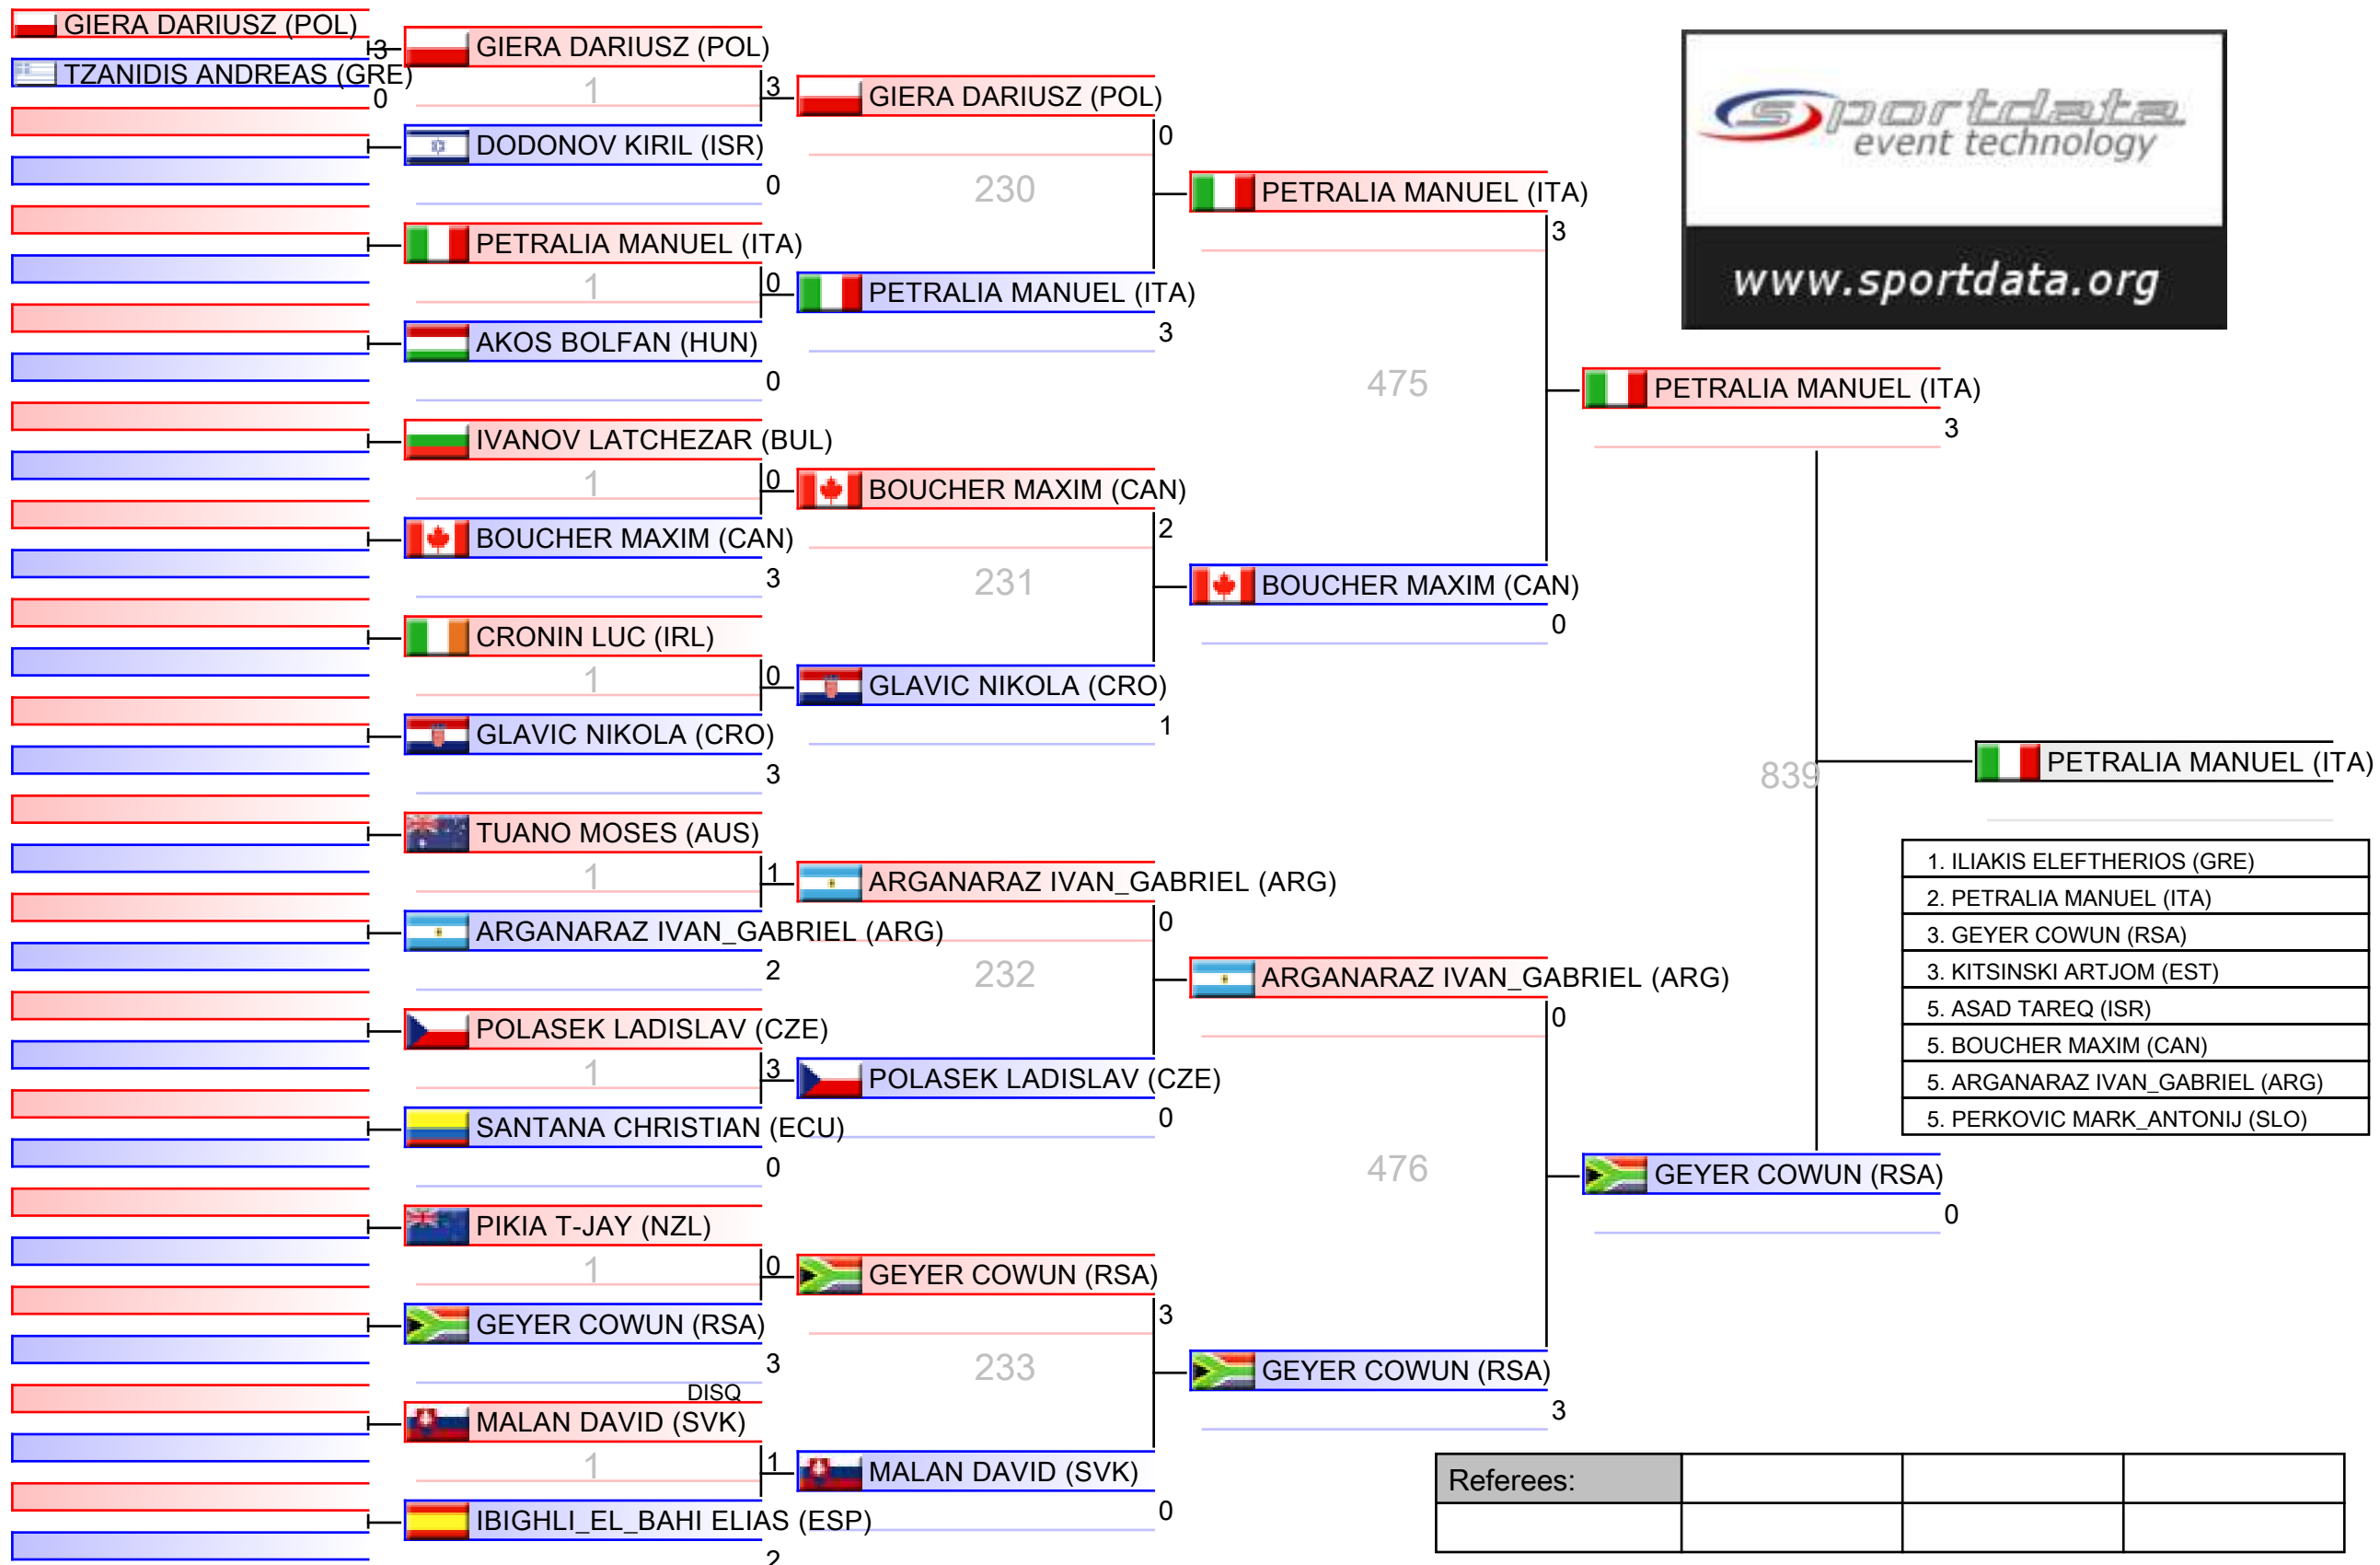 GIERA DARIUSZ (POL)
3
TZANIDIS ANDREAS (GRE)
0
GIERA DARIUSZ (POL)
1
3
DODONOV KIRIL (ISR)
0
PETRALIA MANUEL (ITA)
1
0
AKOS BOLFAN (HUN)
0
IVANOV LATCHEZAR (BUL)
1
0
BOUCHER MAXIM (CAN)
3
CRONIN LUC (IRL)
1
0
GLAVIC NIKOLA (CRO)
3
TUANO MOSES (AUS)
1
1
ARGANARAZ IVAN_GABRIEL (ARG)
2
POLASEK LADISLAV (CZE)
1
3
SANTANA CHRISTIAN (ECU)
0
PIKIA T-JAY (NZL)
1
0
GEYER COWUN (RSA)
3
DISQ
MALAN DAVID (SVK)
1
1
IBIGHLI_EL_BAHI ELIAS (ESP)
2
GIERA DARIUSZ (POL)
0
230
PETRALIA MANUEL (ITA)
3
BOUCHER MAXIM (CAN)
2
231
GLAVIC NIKOLA (CRO)
1
ARGANARAZ IVAN_GABRIEL (ARG)
0
232
POLASEK LADISLAV (CZE)
0
GEYER COWUN (RSA)
3
233
MALAN DAVID (SVK)
0
PETRALIA MANUEL (ITA)
3
475
BOUCHER MAXIM (CAN)
0
ARGANARAZ IVAN_GABRIEL (ARG)
0
476
GEYER COWUN (RSA)
3
PETRALIA MANUEL (ITA)
3
839
GEYER COWUN (RSA)
0
PETRALIA MANUEL (ITA)
sportdata
event technology
www.sportdata.org
1. ILIAKIS ELEFTHERIOS (GRE)
2. PETRALIA MANUEL (ITA)
3. GEYER COWUN (RSA)
3. KITSINSKI ARTJOM (EST)
5. ASAD TAREQ (ISR)
5. BOUCHER MAXIM (CAN)
5. ARGANARAZ IVAN_GABRIEL (ARG)
5. PERKOVIC MARK_ANTONIJ (SLO)
Referees: